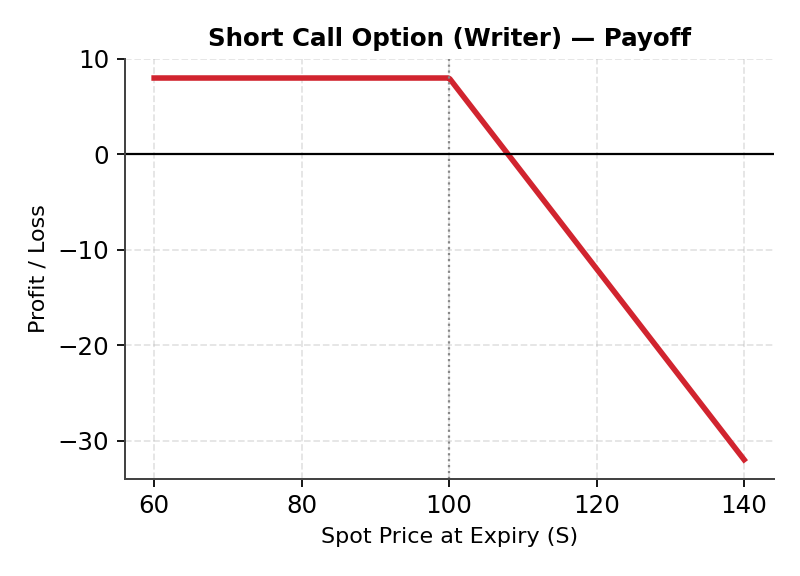 Short Call Option (Writer) — Payoff
10
0
−10
−20
−30
Profit / Loss
60 80 100 120 140
Spot Price at Expiry (S)